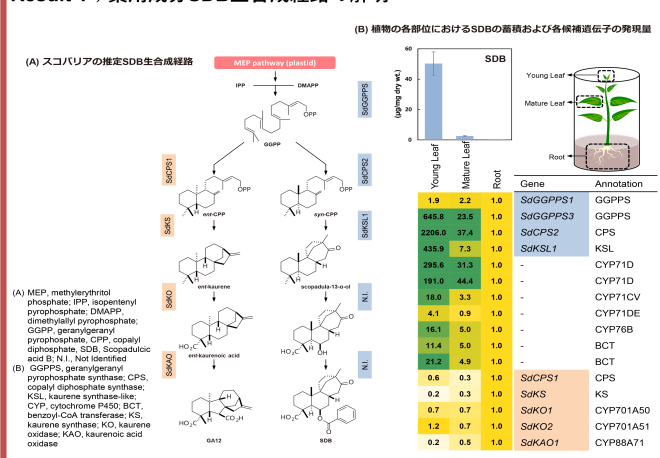 (B) 植物の各部位におけるSDBの蓄積および各候補遺伝子の発現量
(A) スコパリアの推定SDB生合成経路
MEP pathway (plastid)
IPP
DMAPP
SdGGPPS
OPP
GGPP
SdCPS1
SdCPS2
OPP
OPP
ent-CPP
syn-CPP
SdKS
SdKSL1
ent-kaurene
scopadula-13-α-ol
SdKO
N.I.
HOOC
HOOC
OH
ent-kaurenoic acid
SdKAO
N.I.
HOOC
CO₂H
HOOC
GA12
SDB
(A) MEP, methylerythritol
phosphate; IPP, isopentenyl
pyrophosphate; DMAPP,
dimethylallyl pyrophosphate;
GGPP, geranylgeranyl
pyrophosphate, CPP, copalyl
diphosphate, SDB, Scopadulcic
acid B; N.I., Not Identified
(B) GGPPS, geranylgeranyl
pyrophosphate synthase; CPS,
copalyl diphosphate synthase;
KSL, kaurene synthase-like;
CYP, cytochrome P450; BCT,
benzoyl-CoA transferase; KS,
kaurene synthase; KO, kaurene
oxidase; KAO, kaurenoic acid
oxidase
SDB
(μg/mg dry wt.)
60
40
20
0
Young Leaf
Mature Leaf
Root
Young Leaf
Mature Leaf
Root
Gene Annotation
1.9 2.2 1.0 SdGGPPS1 GGPPS
645.8 23.5 1.0 SdGGPPS3 GGPPS
2206.0 37.4 1.0 SdCPS2 CPS
435.9 7.3 1.0 SdKSL1 KSL
295.6 31.3 1.0 - CYP71D
191.0 44.4 1.0 - CYP71D
18.0 3.3 1.0 - CYP71CV
4.1 0.9 1.0 - CYP71DE
16.1 5.0 1.0 - CYP76B
11.4 5.0 1.0 - BCT
21.2 4.9 1.0 - BCT
0.6 0.3 1.0 SdCPS1 CPS
0.2 0.3 1.0 SdKS KS
0.7 0.7 1.0 SdKO1 CYP701A50
1.2 0.7 1.0 SdKO2 CYP701A51
0.2 0.5 1.0 SdKAO1 CYP88A71